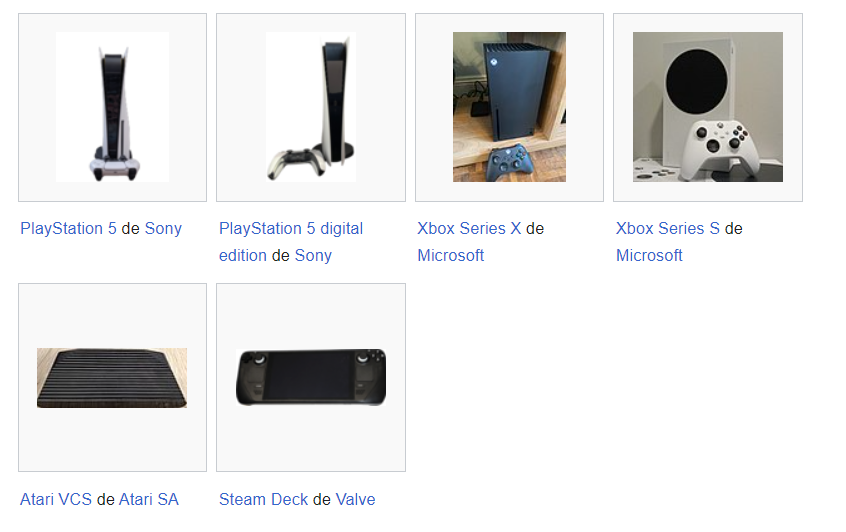 PlayStation 5 de Sony
PlayStation 5 digital
edition de Sony
Xbox Series X de
Microsoft
Xbox Series S de
Microsoft
Atari VCS de Atari SA
Steam Deck de Valve